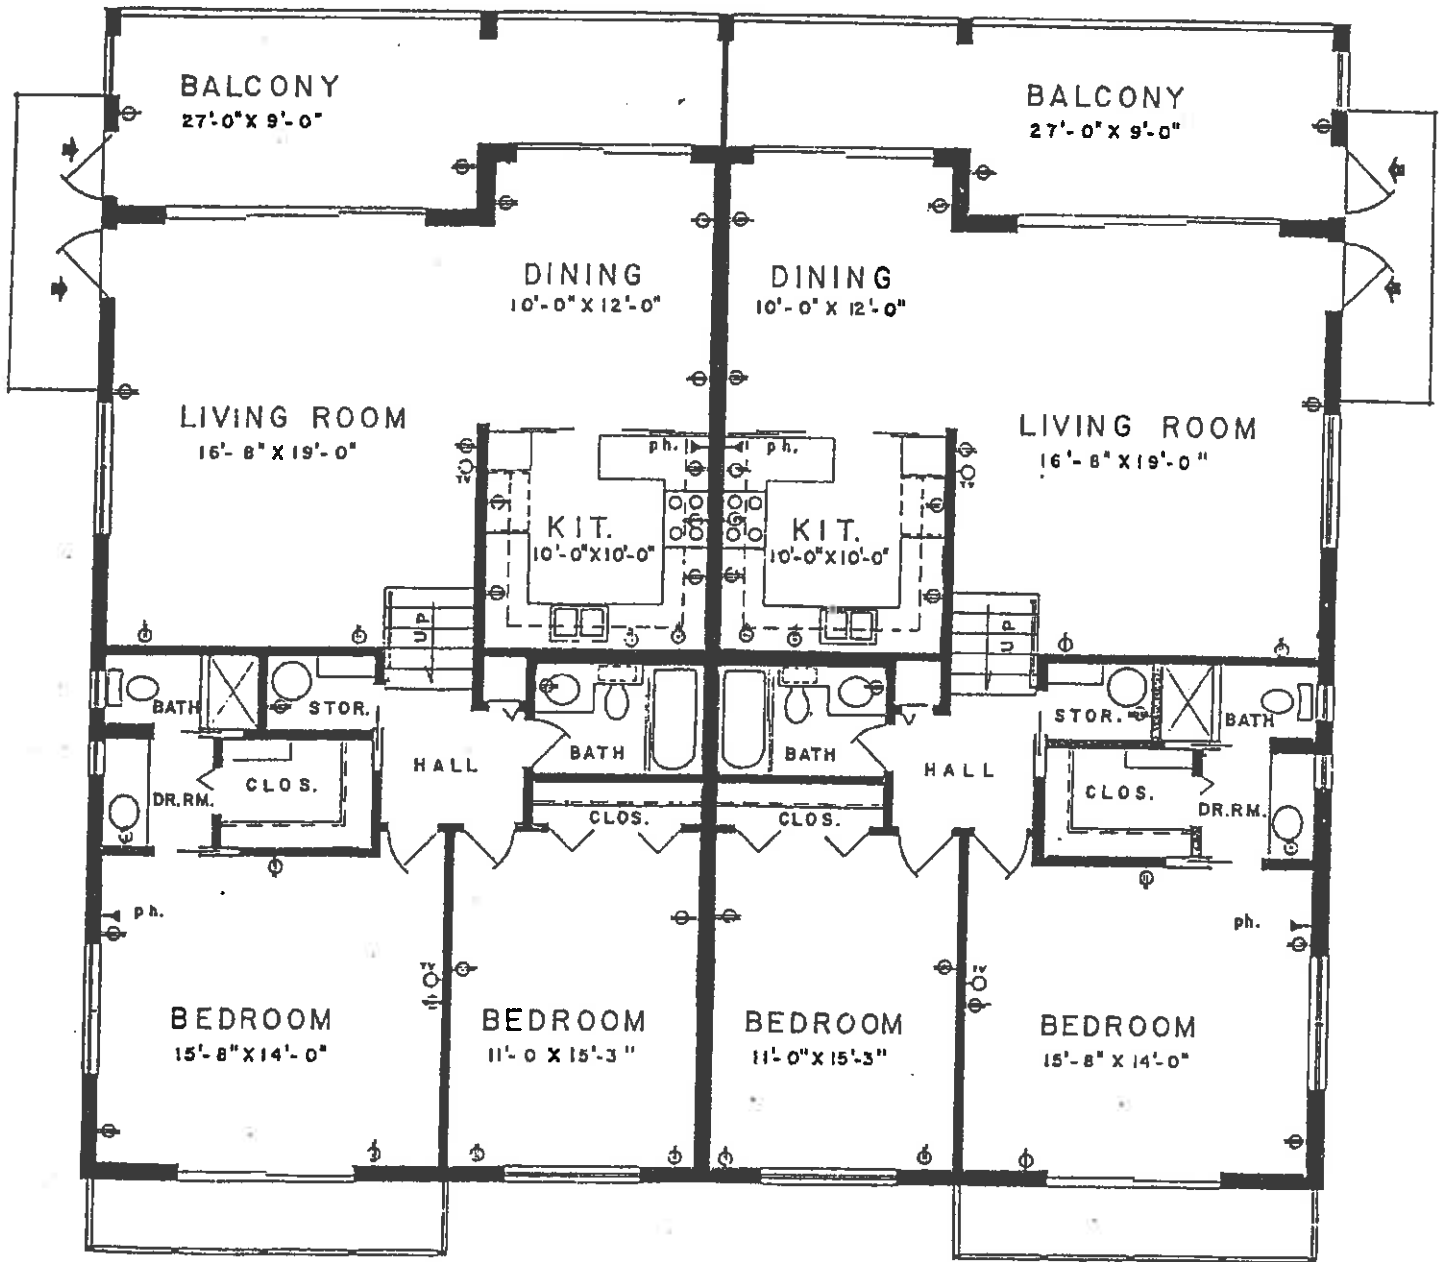 BALCONY
27'-0" X 9'-0"
BALCONY
27'-0" X 9'-0"
DINING
10'-0" X 12'-0"
DINING
10'-0" X 12'-0"
LIVING ROOM
16'-8" X 19'-0"
LIVING ROOM
16'-8" X 19'-0"
ph.
ph.
TV
TV
KIT.
10'-0" X 10'-0"
KIT.
10'-0" X 10'-0"
UP
UP
BATH
STOR.
STOR.
BATH
BATH
BATH
HALL
HALL
CLOS.
CLOS.
DR.RM.
DR.RM.
CLOS.
CLOS.
ph.
ph.
TV
TV
BEDROOM
15'-8" X 14'-0"
BEDROOM
11'-0 X 15'-3"
BEDROOM
11'-0" X 15'-3"
BEDROOM
15'-8" X 14'-0"